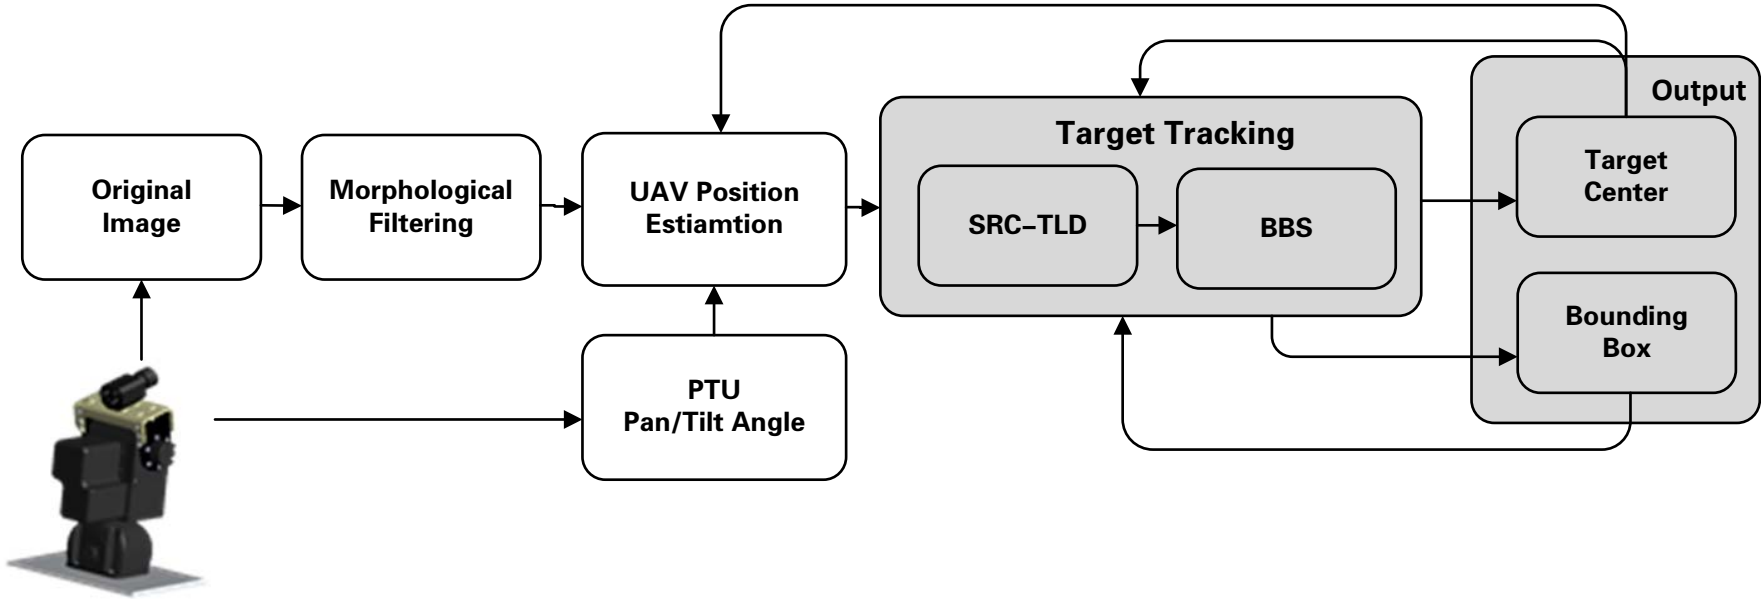 Original
Image
Morphological
Filtering
UAV Position
Estiamtion
PTU
Pan/Tilt Angle
Target Tracking
SRC–TLD
BBS
Output
Target
Center
Bounding
Box